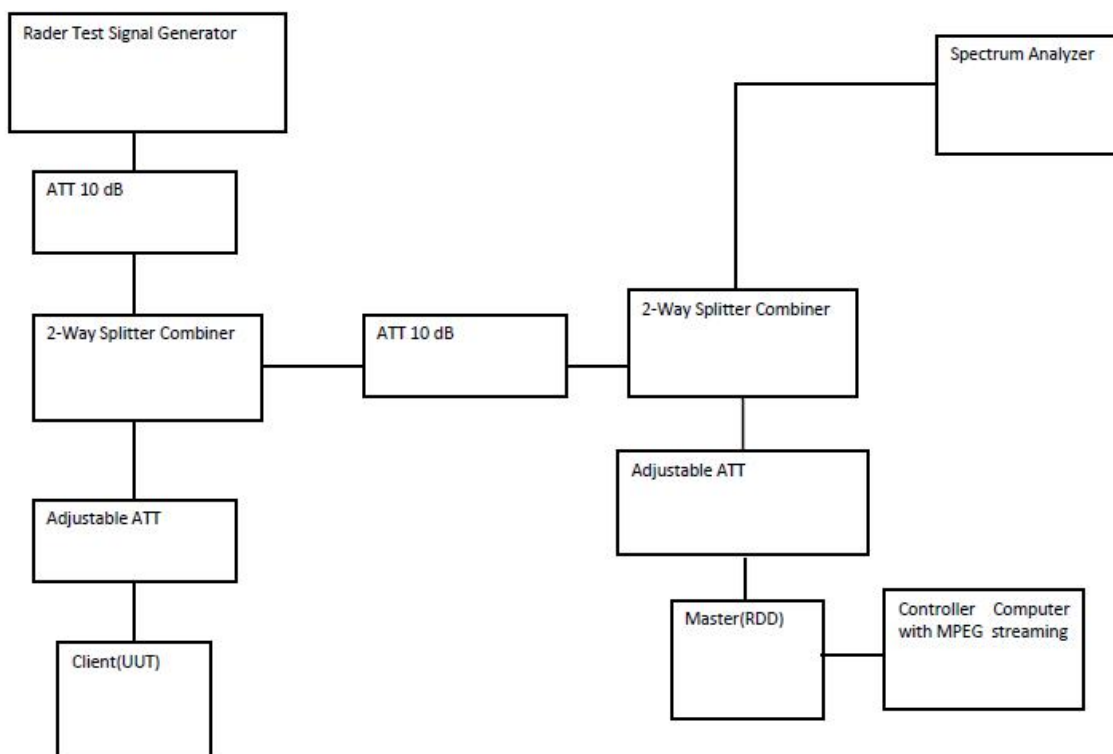 Rader Test Signal Generator
Spectrum Analyzer
ATT 10 dB
2-Way Splitter Combiner
ATT 10 dB
2-Way Splitter Combiner
Adjustable ATT
Adjustable ATT
Master(RDD)
Controller Computer
with MPEG streaming
Client(UUT)